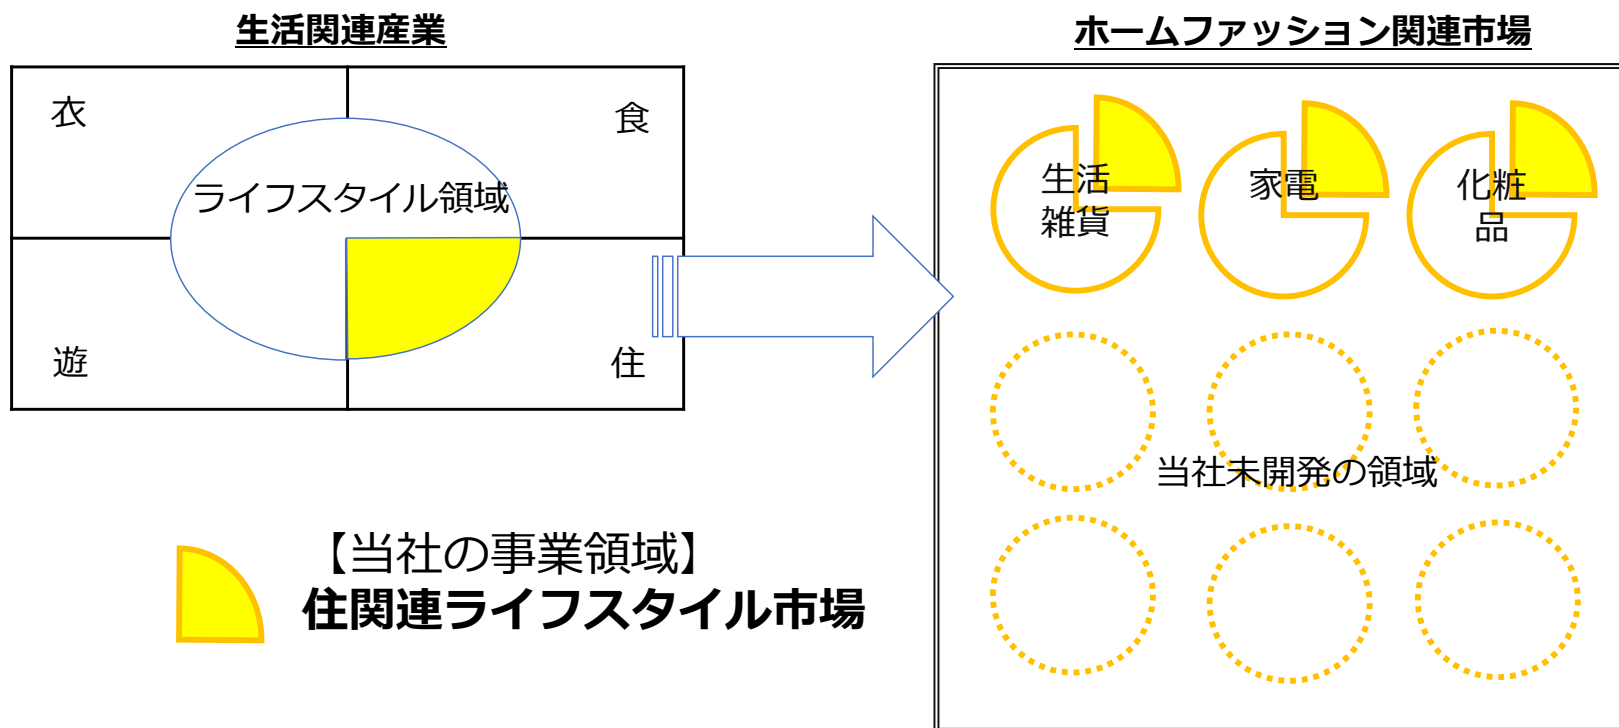 生活関連産業
衣
食
ライフスタイル領域
遊
住
【当社の事業領域】
住関連ライフスタイル市場
ホームファッション関連市場
生活
雑貨
家電
化粧
品
当社未開発の領域